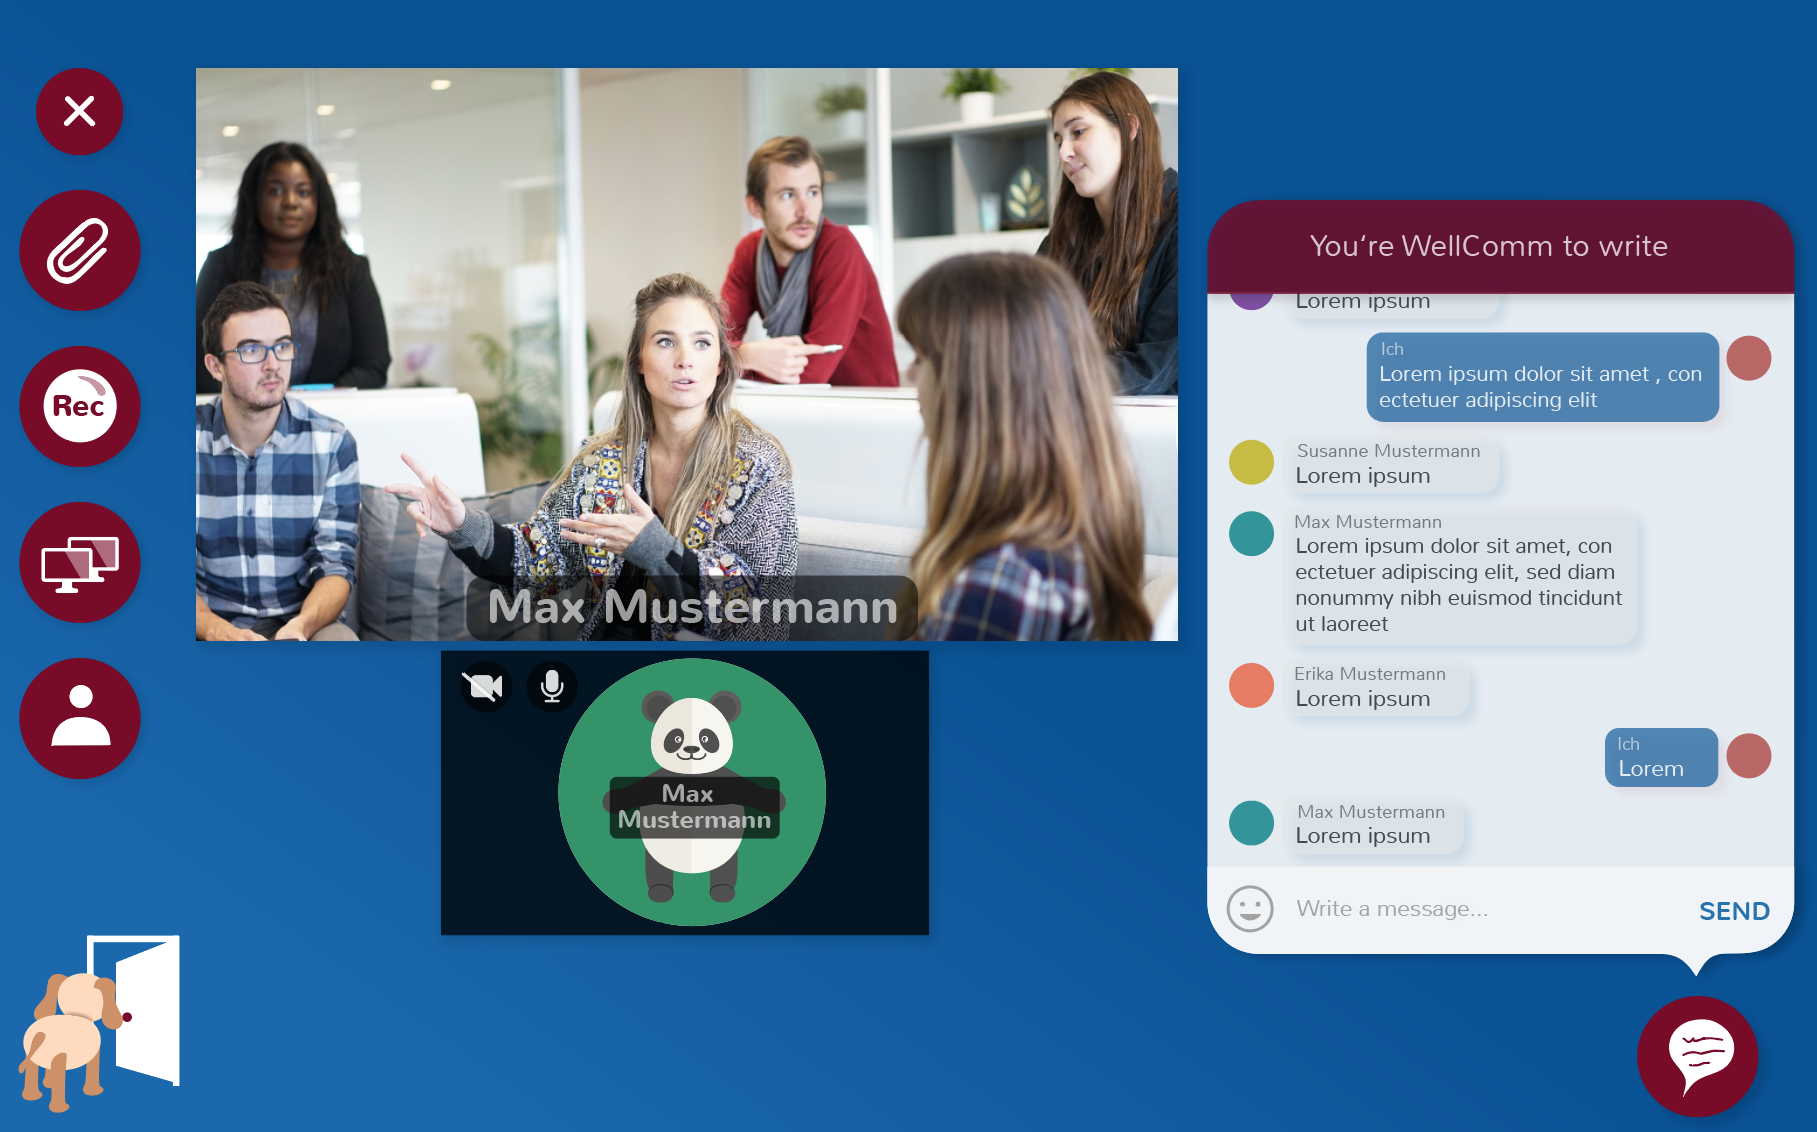 Rec
Max Mustermann
Max
Mustermann
You‘re WellComm to write
Lorem ipsum
Ich
Lorem ipsum dolor sit amet , con
ectetuer adipiscing elit
Susanne Mustermann
Lorem ipsum
Max Mustermann
Lorem ipsum dolor sit amet, con
ectetuer adipiscing elit, sed diam
nonummy nibh euismod tincidunt
ut laoreet
Erika Mustermann
Lorem ipsum
Ich
Lorem
Max Mustermann
Lorem ipsum
Write a message...
SEND